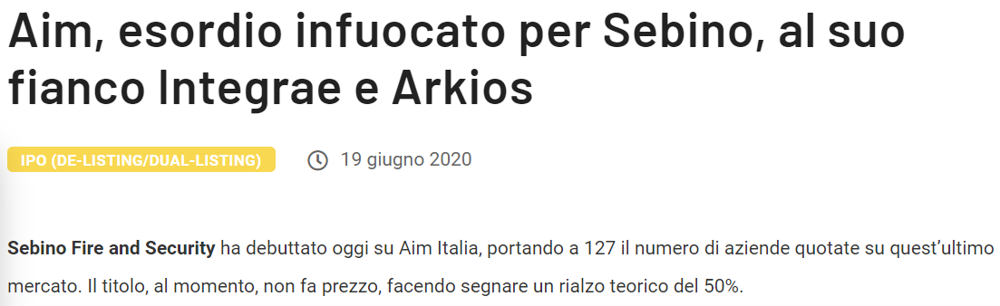 Aim, esordio infuocato per Sebino, al suo
fianco Integrae e Arkios
IPO (DE-LISTING/DUAL-LISTING) 19 giugno 2020
Sebino Fire and Security ha debuttato oggi su Aim Italia, portando a 127 il numero di aziende quotate su quest’ultimo
mercato. Il titolo, al momento, non fa prezzo, facendo segnare un rialzo teorico del 50%.